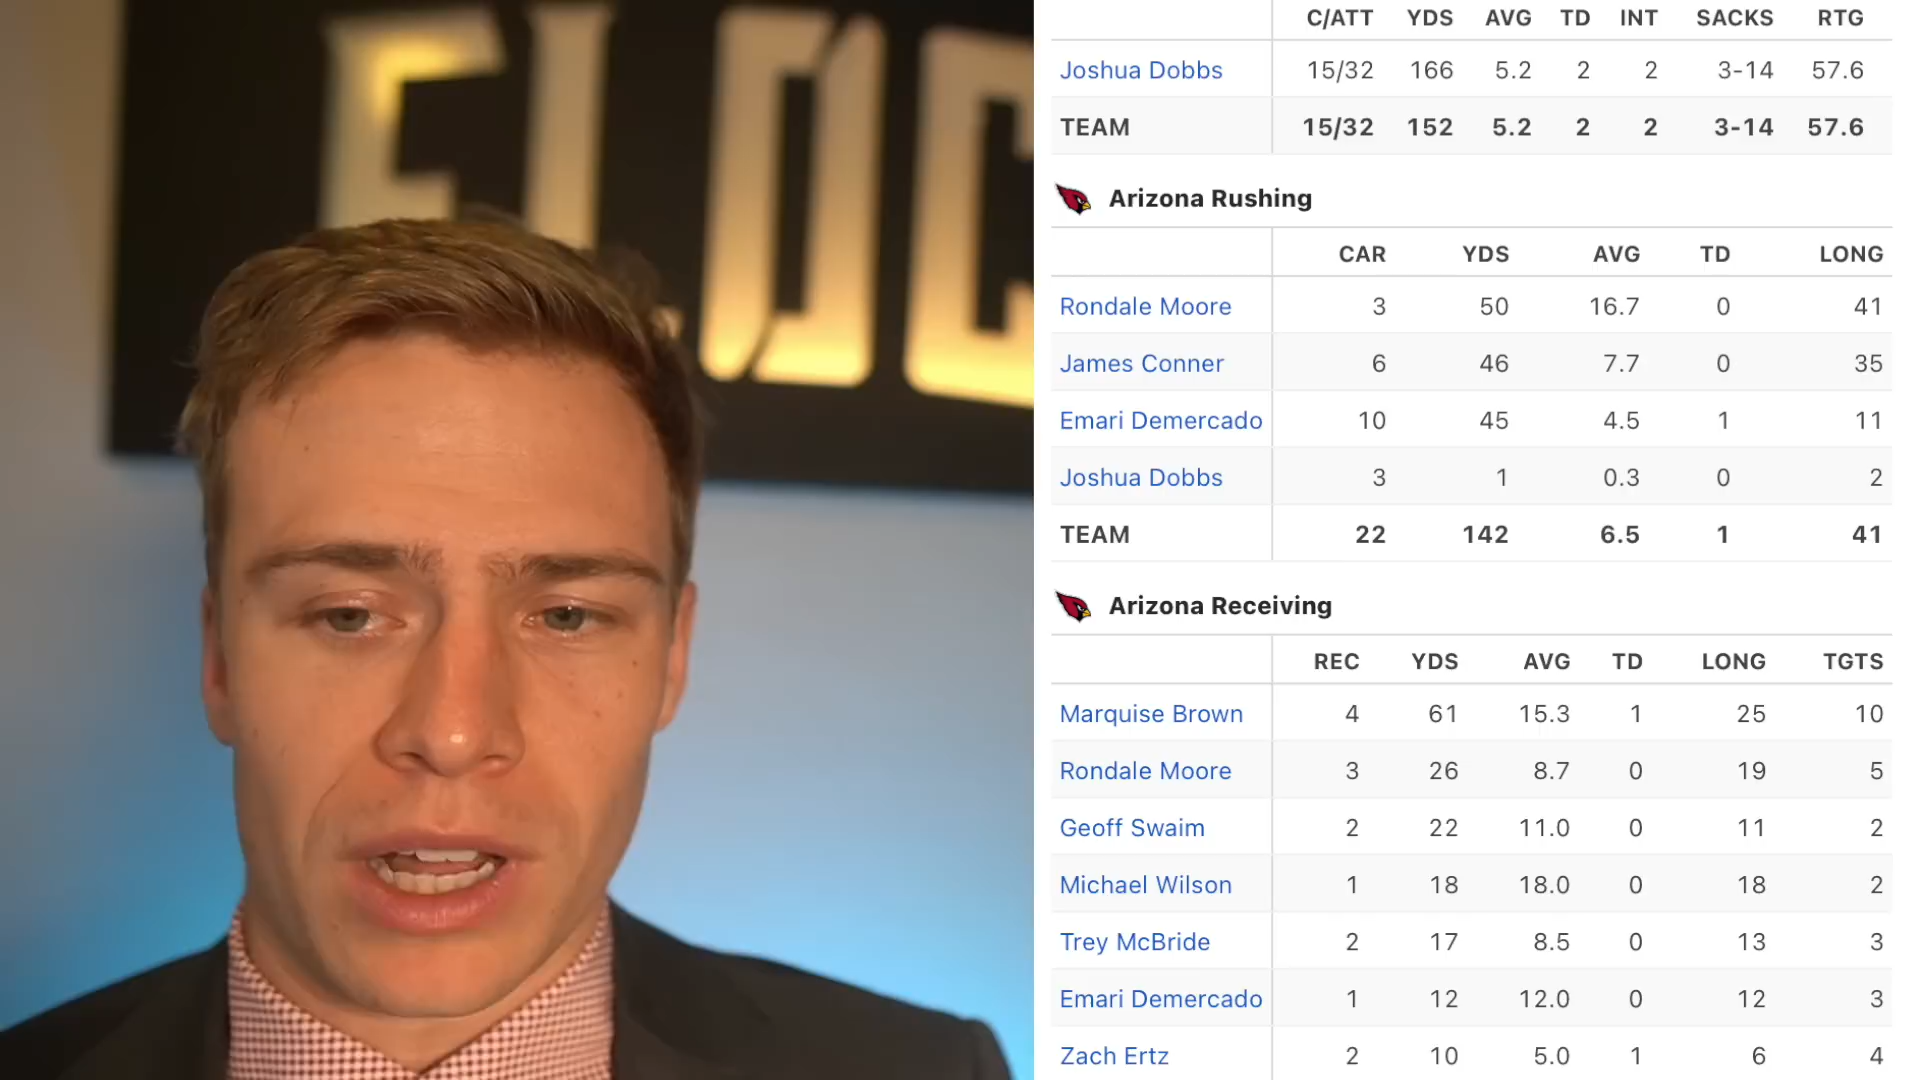 FLOC
C/ATT YDS AVG TD INT SACKS RTG
Joshua Dobbs 15/32 166 5.2 2 2 3-14 57.6
TEAM 15/32 152 5.2 2 2 3-14 57.6
Arizona Rushing
CAR YDS AVG TD LONG
Rondale Moore 3 50 16.7 0 41
James Conner 6 46 7.7 0 35
Emari Demercado 10 45 4.5 1 11
Joshua Dobbs 3 1 0.3 0 2
TEAM 22 142 6.5 1 41
Arizona Receiving
REC YDS AVG TD LONG TGTS
Marquise Brown 4 61 15.3 1 25 10
Rondale Moore 3 26 8.7 0 19 5
Geoff Swaim 2 22 11.0 0 11 2
Michael Wilson 1 18 18.0 0 18 2
Trey McBride 2 17 8.5 0 13 3
Emari Demercado 1 12 12.0 0 12 3
Zach Ertz 2 10 5.0 1 6 4